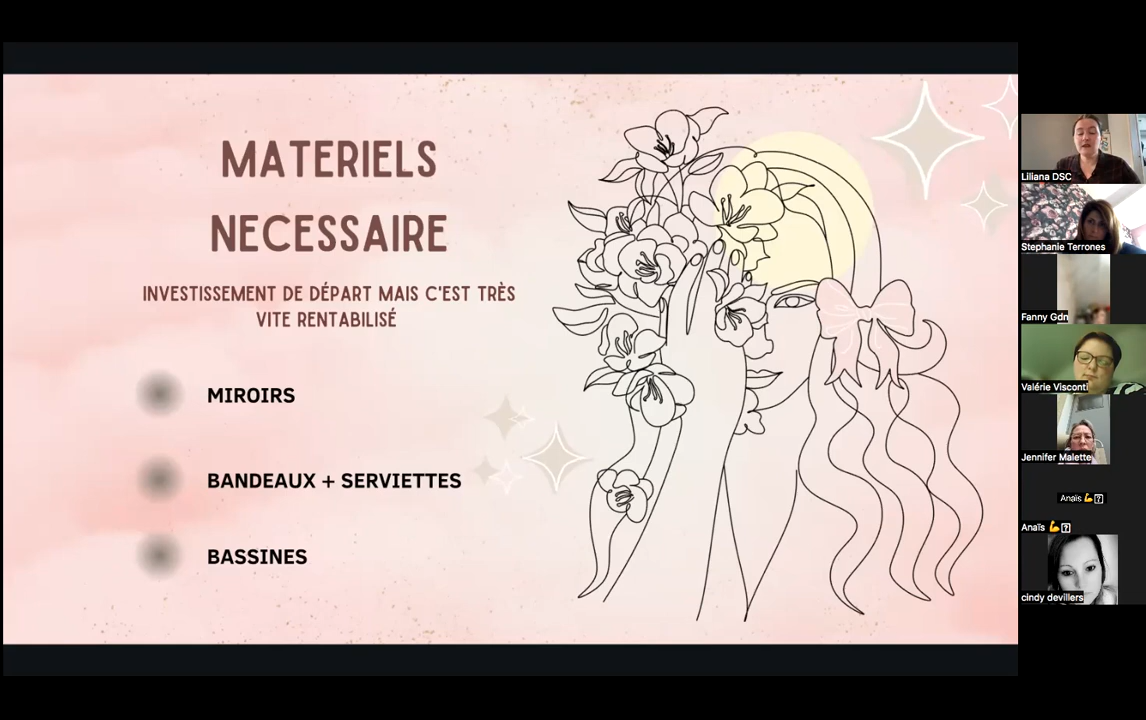 MATERIELS
NECESSAIRE
INVESTISSEMENT DE DÉPART MAIS C'EST TRÈS
VITE RENTABILISÉ
MIROIRS
BANDEAUX + SERVIETTES
BASSINES
Liliana DSC
Stephanie Terrones
Fanny Gdn
Valérie Visconti
Jennifer Malette
Anaïs 💪
Anaïs 💪
cindy devillers